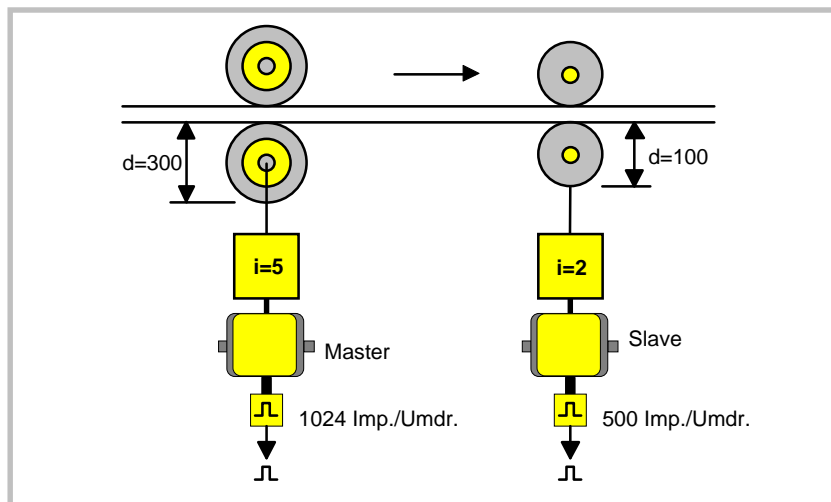 d=300
d=100
i=5
i=2
Master
Slave
1024 Imp./Umdr.
500 Imp./Umdr.